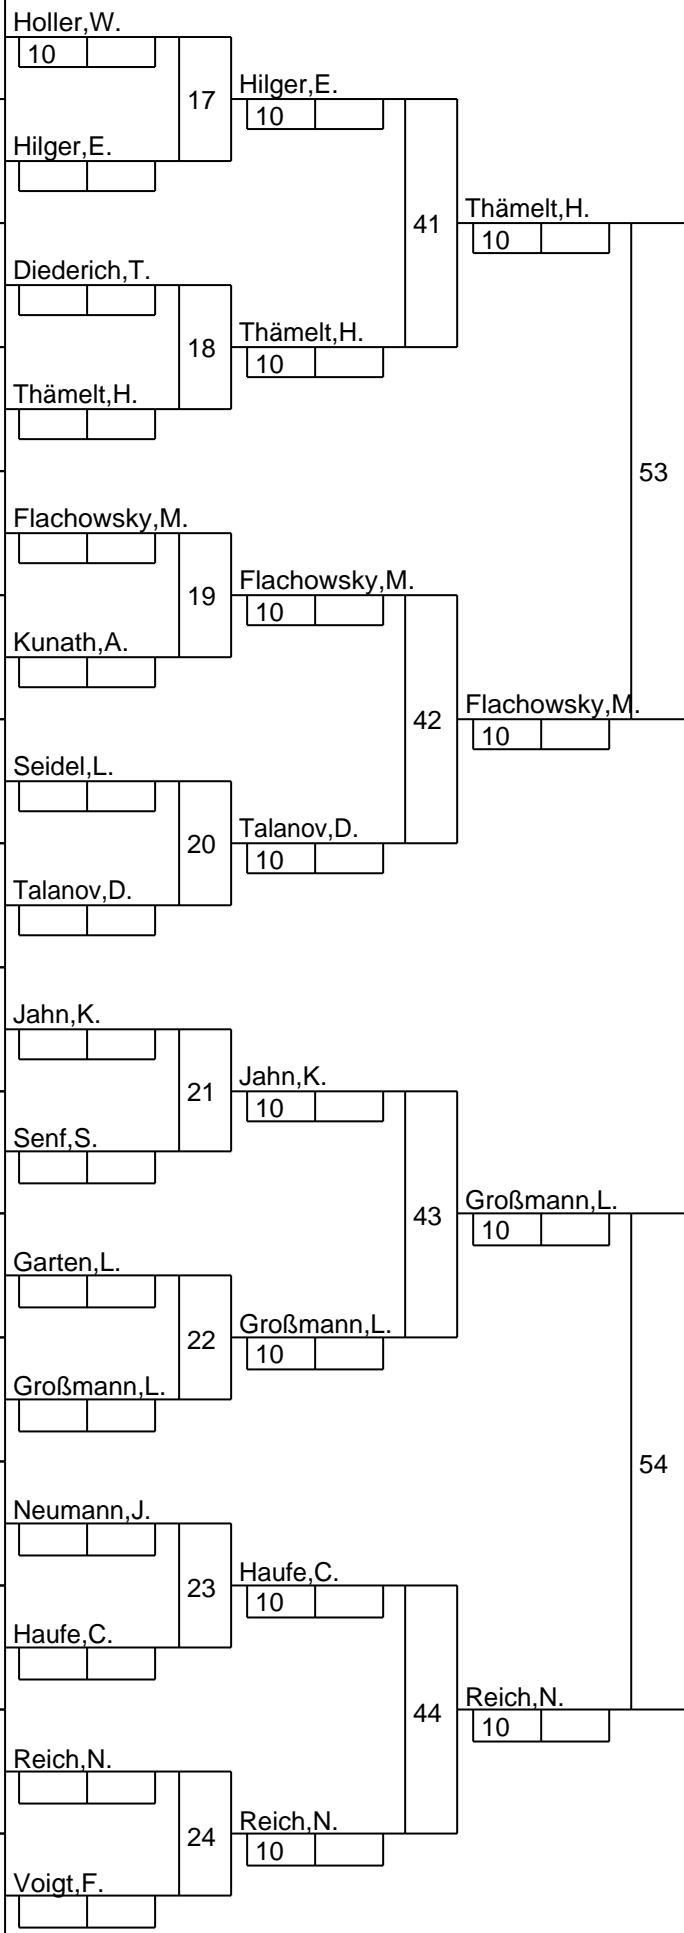 Holler,W.
10
17
Hilger,E.
10
Hilger,E.
41
Thämelt,H.
10
Diederich,T.
18
Thämelt,H.
10
Thämelt,H.
53
Flachowsky,M.
19
Flachowsky,M.
10
Kunath,A.
42
Flachowsky,M.
10
Seidel,L.
20
Talanov,D.
10
Talanov,D.
Jahn,K.
21
Jahn,K.
10
Senf,S.
43
Großmann,L.
10
Garten,L.
22
Großmann,L.
10
Großmann,L.
54
Neumann,J.
23
Haufe,C.
10
Haufe,C.
44
Reich,N.
10
Reich,N.
24
Reich,N.
10
Voigt,F.